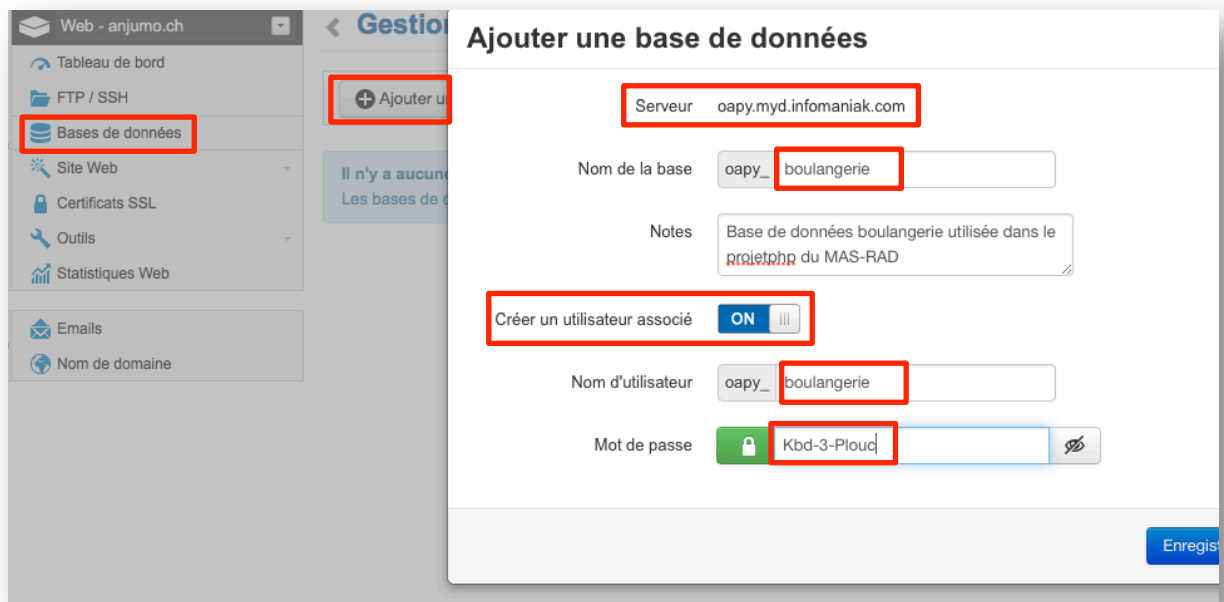 Web - anjumo.ch
Tableau de bord
FTP / SSH
Bases de données
Site Web
Certificats SSL
Outils
Statistiques Web
Emails
Nom de domaine
Gestion
Ajouter
Il n'y a aucune
Les bases de
Ajouter une base de données
Serveur oapy.myd.infomaniak.com
Nom de la base oapy_ boulangerie
Notes Base de données boulangerie utilisée dans le
projetphp du MAS-RAD
Créer un utilisateur associé ON
Nom d'utilisateur oapy_ boulangerie
Mot de passe Kbd-3-Plouc
Enregis